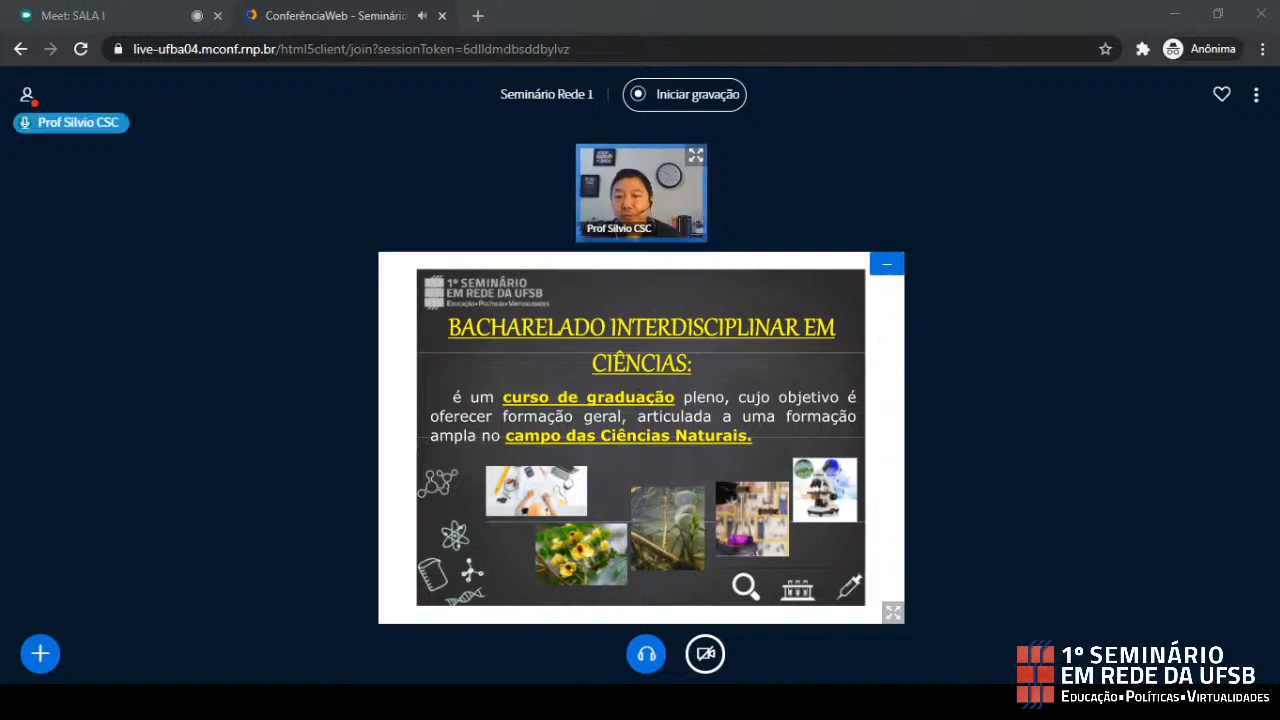 Meet: SALA I
ConferênciaWeb - Seminário
live-ufba04.mconf.rnp.br/html5client/join?sessionToken=6dlldmdbsddbylvz
Anônima
Seminário Rede 1
Iniciar gravação
Prof Silvio CSC
Prof Silvio CSC
1º SEMINÁRIO
EM REDE DA UFSB
EDUCAÇÃO•POLÍTICAS•VIRTUALIDADES
BACHARELADO INTERDISCIPLINAR EM
CIÊNCIAS:
é um curso de graduação pleno, cujo objetivo é
oferecer formação geral, articulada a uma formação
ampla no campo das Ciências Naturais.
1º SEMINÁRIO
EM REDE DA UFSB
EDUCAÇÃO•POLÍTICAS•VIRTUALIDADES